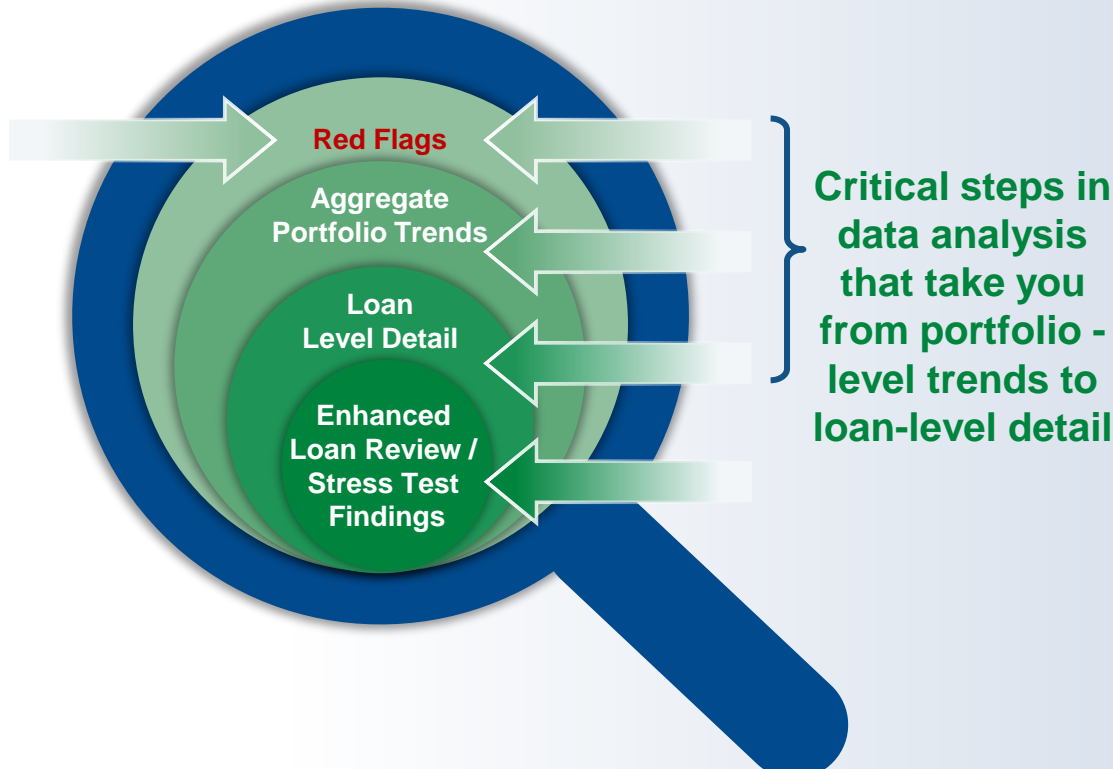 Red Flags
Aggregate
Portfolio Trends
Loan
Level Detail
Enhanced
Loan Review /
Stress Test
Findings
Critical steps in
data analysis
that take you
from portfolio -
level trends to
loan-level detail